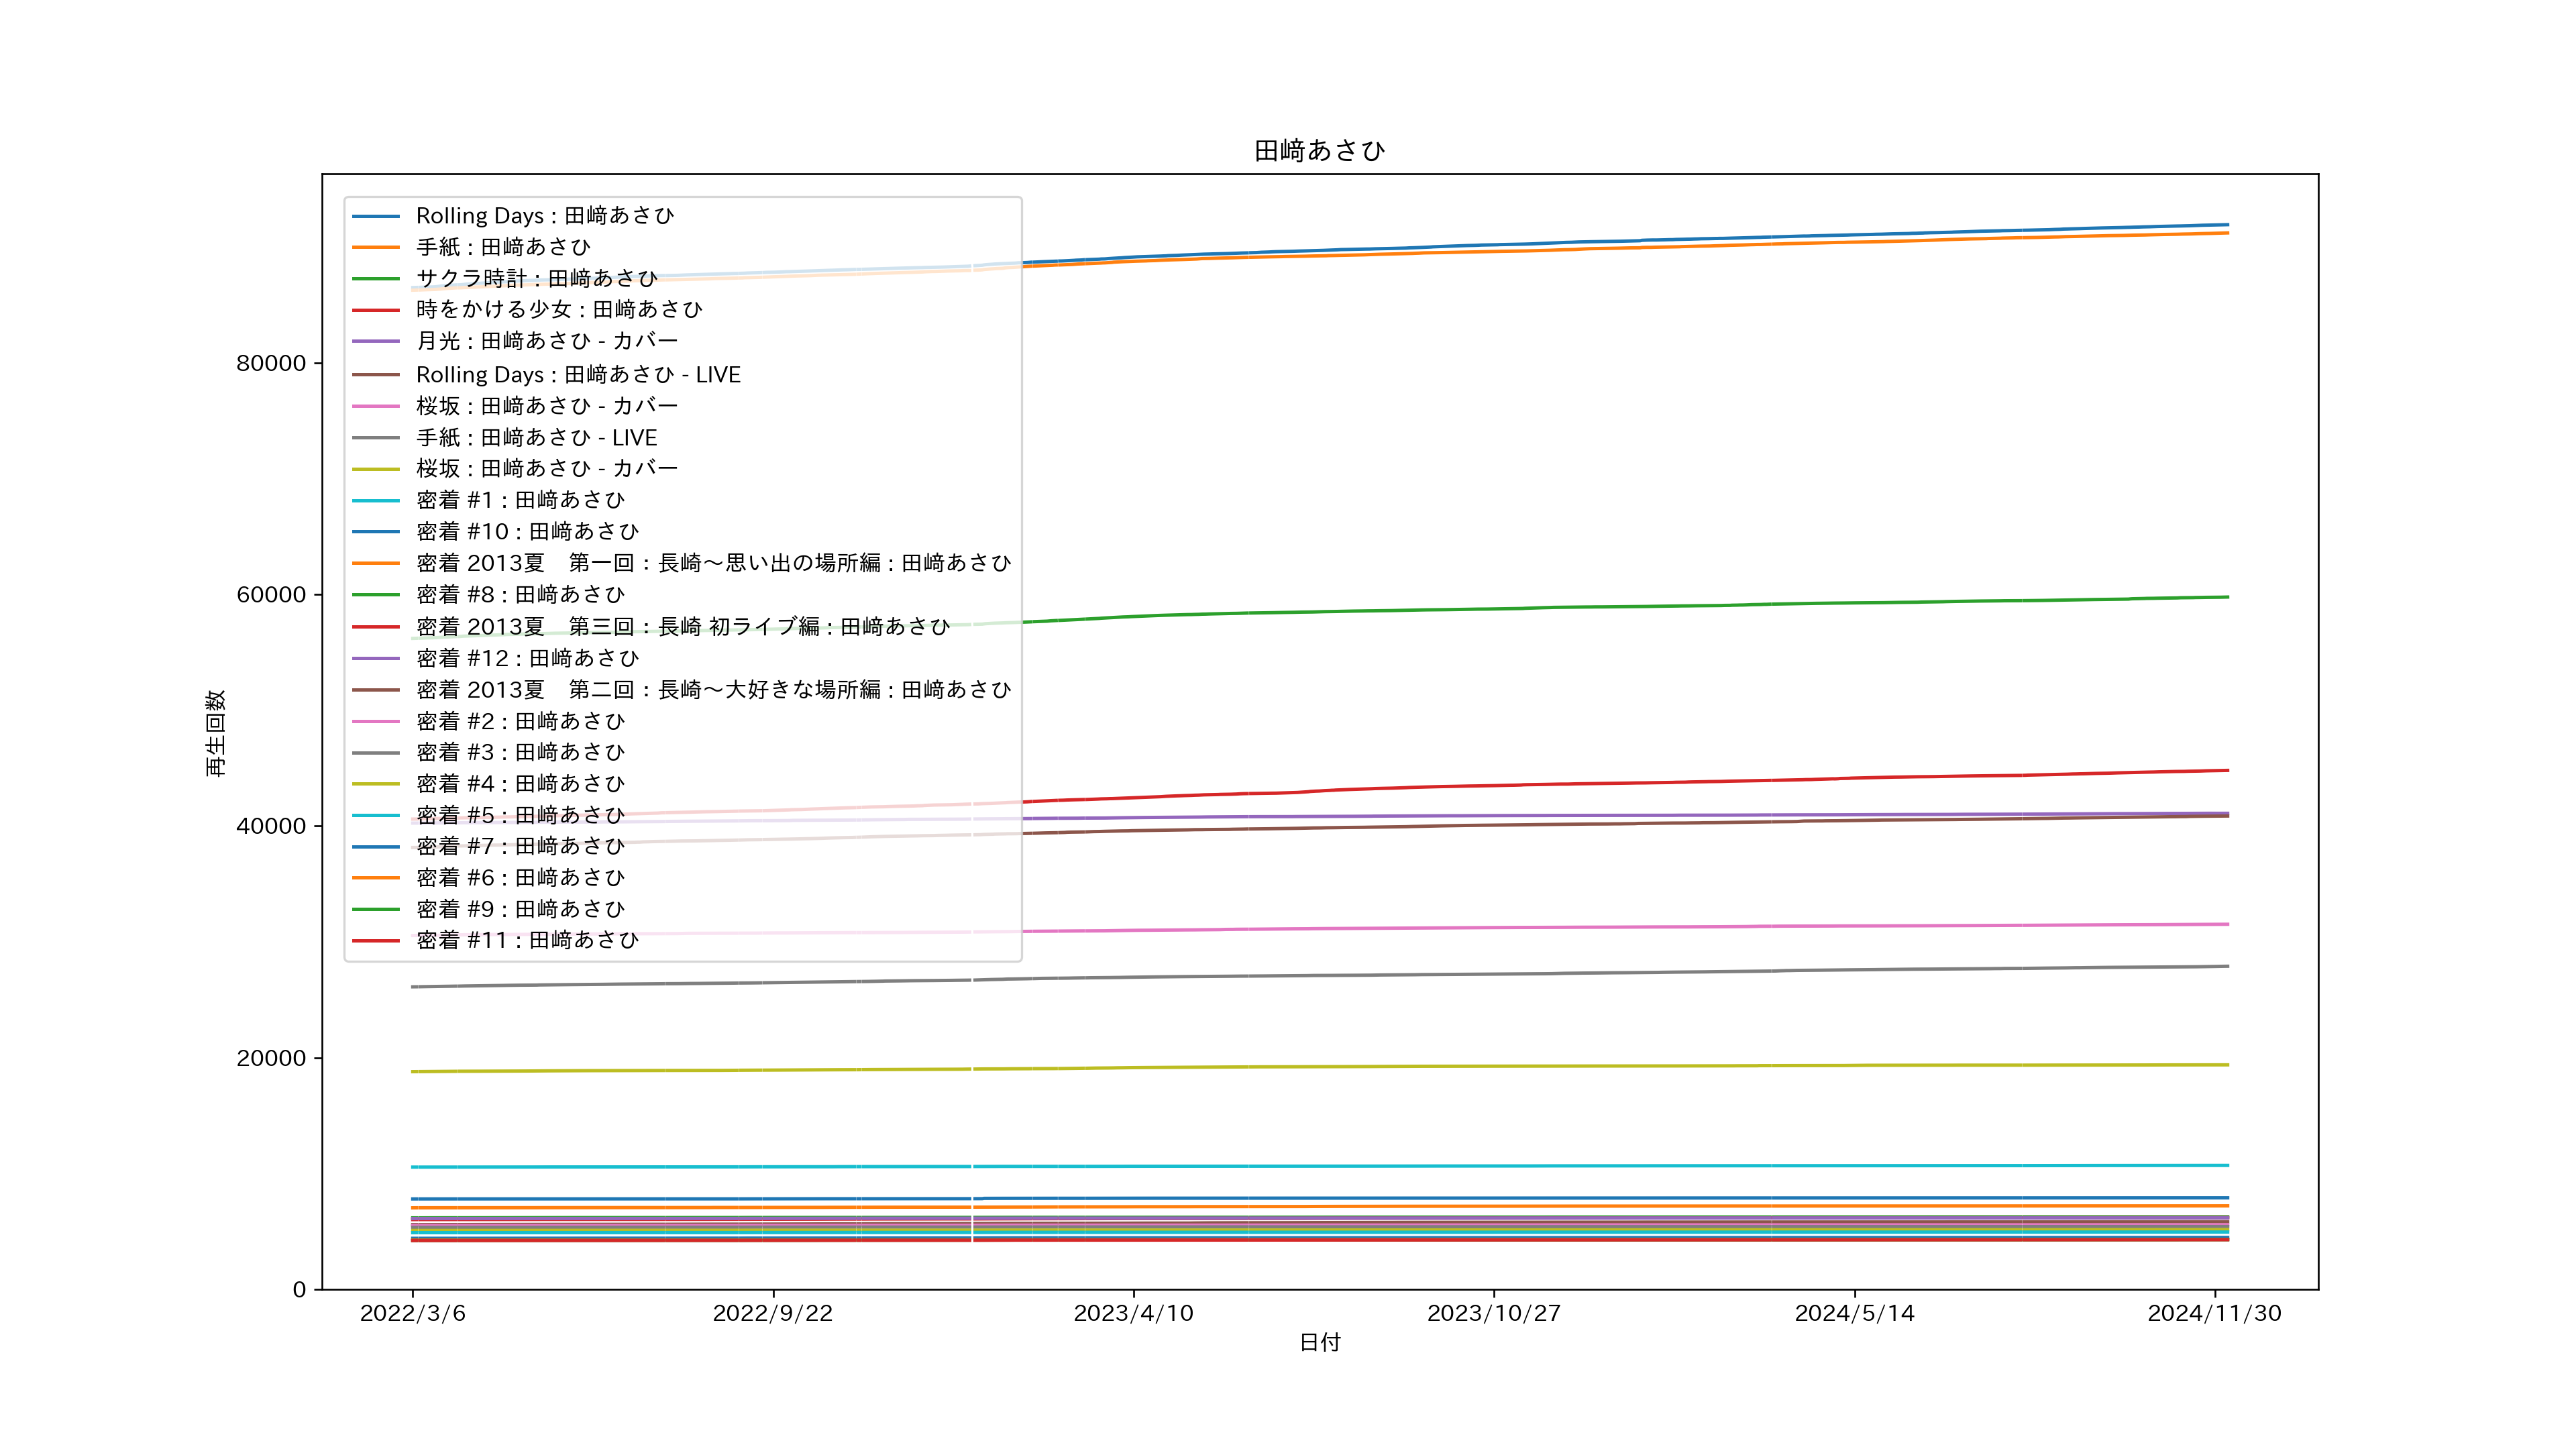 田﨑あさひ
Rolling Days : 田﨑あさひ
手紙 : 田﨑あさひ
サクラ時計 : 田﨑あさひ
時をかける少女 : 田﨑あさひ
月光 : 田﨑あさひ - カバー
Rolling Days : 田﨑あさひ - LIVE
桜坂 : 田﨑あさひ - カバー
手紙 : 田﨑あさひ - LIVE
桜坂 : 田﨑あさひ - カバー
密着 #1 : 田﨑あさひ
密着 #10 : 田﨑あさひ
密着 2013夏　第一回：長崎～思い出の場所編 : 田﨑あさひ
密着 #8 : 田﨑あさひ
密着 2013夏　第三回：長崎 初ライブ編 : 田﨑あさひ
密着 #12 : 田﨑あさひ
密着 2013夏　第二回：長崎～大好きな場所編 : 田﨑あさひ
密着 #2 : 田﨑あさひ
密着 #3 : 田﨑あさひ
密着 #4 : 田﨑あさひ
密着 #5 : 田﨑あさひ
密着 #7 : 田﨑あさひ
密着 #6 : 田﨑あさひ
密着 #9 : 田﨑あさひ
密着 #11 : 田﨑あさひ
80000
60000
40000
20000
0
再生回数
2022/3/6
2022/9/22
2023/4/10
2023/10/27
2024/5/14
2024/11/30
日付